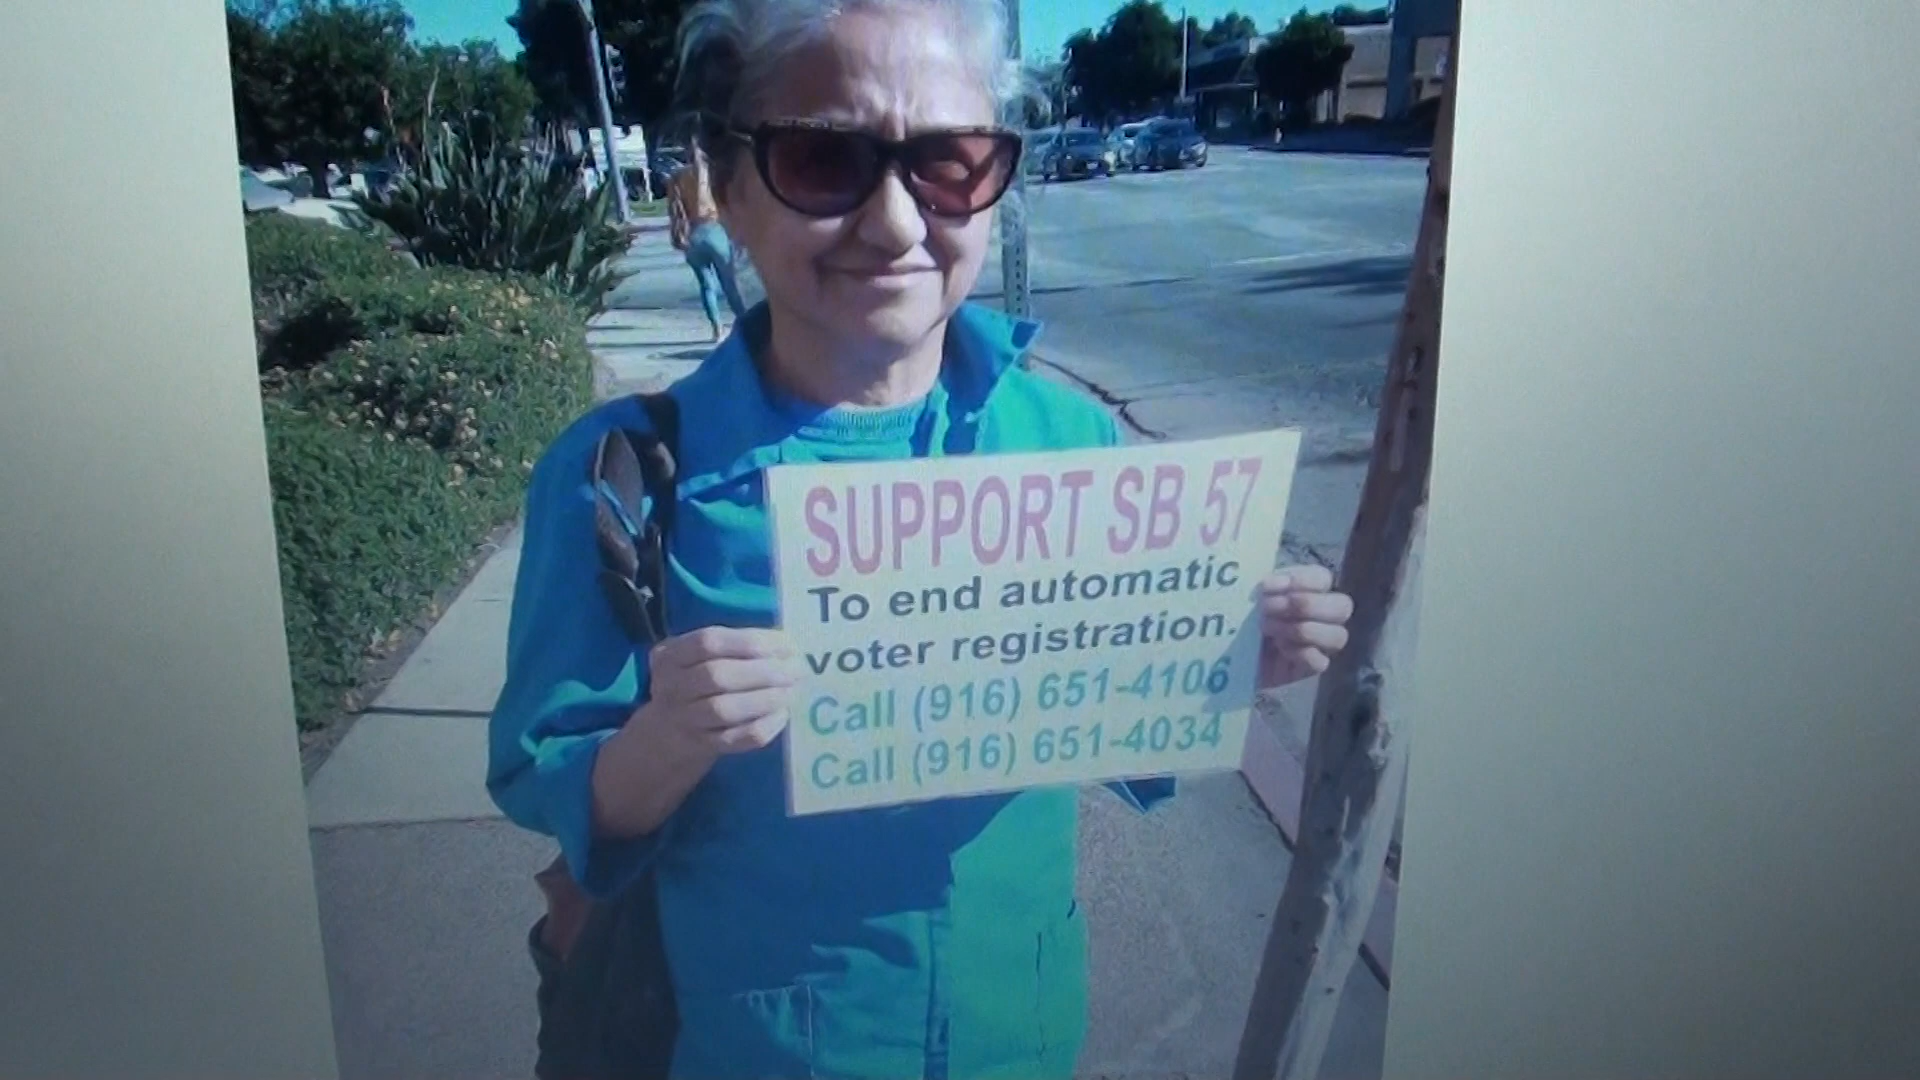 SUPPORT SB 57
To end automatic
voter registration.
Call (916) 651-4106
Call (916) 651-4034